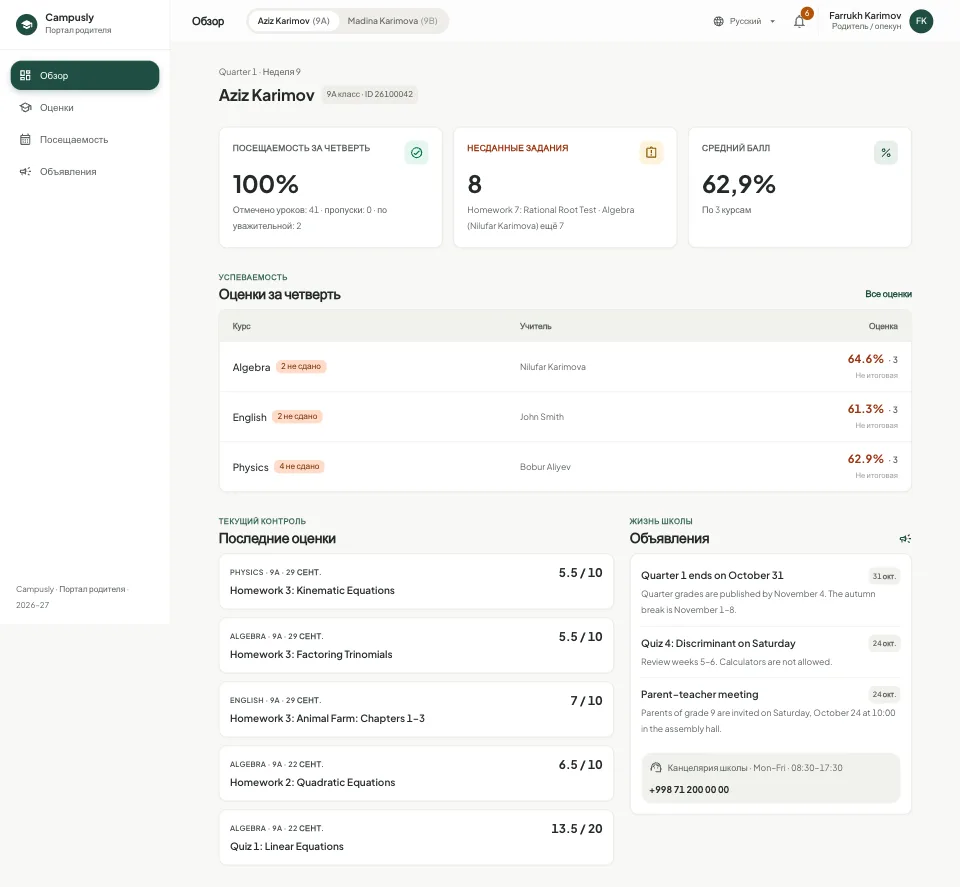 Campusly
Портал родителя
Обзор
Оценки
Посещаемость
Объявления
Campusly · Портал родителя ·
2026–27
Обзор
Aziz Karimov (9A)
Madina Karimova (9B)
Русский
6
Farrukh Karimov
Родитель / опекун
FK
Quarter 1 · Неделя 9
Aziz Karimov
9A класс · ID 26100042
ПОСЕЩАЕМОСТЬ ЗА ЧЕТВЕРТЬ
100%
Отмечено уроков: 41 · пропуски: 0 · по
уважительной: 2
НЕСДАННЫЕ ЗАДАНИЯ
8
Homework 7: Rational Root Test · Algebra
(Nilufar Karimova) ещё 7
СРЕДНИЙ БАЛЛ
%
62,9%
По 3 курсам
УСПЕВАЕМОСТЬ
Оценки за четверть
Все оценки
Курс Учитель Оценка
Algebra 2 не сдано Nilufar Karimova 64.6% · 3
Не итоговая
English 2 не сдано John Smith 61.3% · 3
Не итоговая
Physics 4 не сдано Bobur Aliyev 62.9% · 3
Не итоговая
ТЕКУЩИЙ КОНТРОЛЬ
Последние оценки
PHYSICS · 9A · 29 СЕНТ.
5.5 / 10
Homework 3: Kinematic Equations
ALGEBRA · 9A · 29 СЕНТ.
5.5 / 10
Homework 3: Factoring Trinomials
ENGLISH · 9A · 29 СЕНТ.
7 / 10
Homework 3: Animal Farm: Chapters 1–3
ALGEBRA · 9A · 22 СЕНТ.
6.5 / 10
Homework 2: Quadratic Equations
ALGEBRA · 9A · 22 СЕНТ.
13.5 / 20
Quiz 1: Linear Equations
ЖИЗНЬ ШКОЛЫ
Объявления
Quarter 1 ends on October 31
31 окт.
Quarter grades are published by November 4. The autumn
break is November 1–8.
Quiz 4: Discriminant on Saturday
24 окт.
Review weeks 5–6. Calculators are not allowed.
Parent–teacher meeting
24 окт.
Parents of grade 9 are invited on Saturday, October 24 at 10:00
in the assembly hall.
Канцелярия школы · Mon–Fri · 08:30–17:30
+998 71 200 00 00